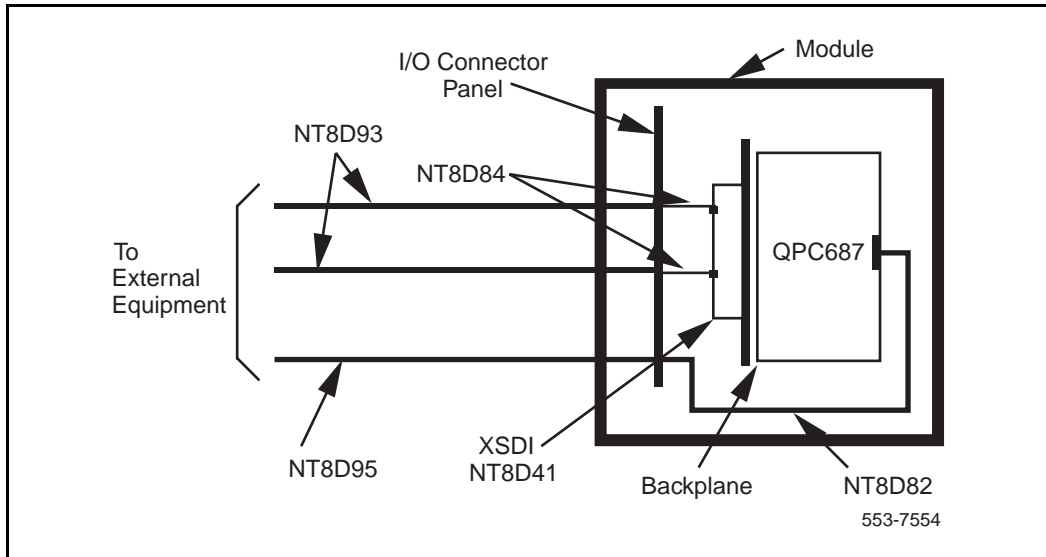 Module
I/O Connector
Panel
NT8D93
NT8D84
To
External
Equipment
QPC687
NT8D95
XSDI
NT8D41
Backplane
NT8D82
553-7554